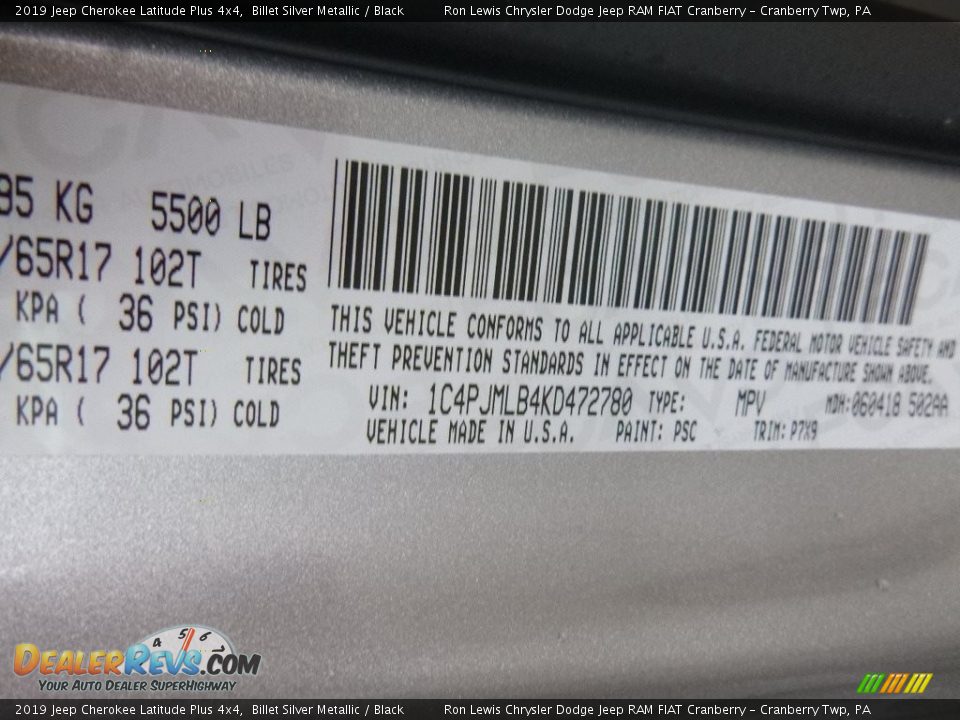 2019 Jeep Cherokee Latitude Plus 4x4, Billet Silver Metallic / Black Ron Lewis Chrysler Dodge Jeep RAM FIAT Cranberry - Cranberry Twp, PA
95 KG 5500 LB
/65R17 102T TIRES
KPA ( 36 PSI) COLD
/65R17 102T TIRES
KPA ( 36 PSI) COLD
THIS VEHICLE CONFORMS TO ALL APPLICABLE U.S.A. FEDERAL MOTOR VEHICLE SAFETY AND
THEFT PREVENTION STANDARDS IN EFFECT ON THE DATE OF MANUFACTURE SHOWN ABOVE.
VIN: 1C4PJMLB4KD472780 TYPE: MPV MDH:060418 502AA
VEHICLE MADE IN U.S.A. PAINT: PSC TRIM: P7X9
4 5 6 7
DEALERREVS.COM
YOUR AUTO DEALER SUPERHIGHWAY
2019 Jeep Cherokee Latitude Plus 4x4, Billet Silver Metallic / Black Ron Lewis Chrysler Dodge Jeep RAM FIAT Cranberry - Cranberry Twp, PA